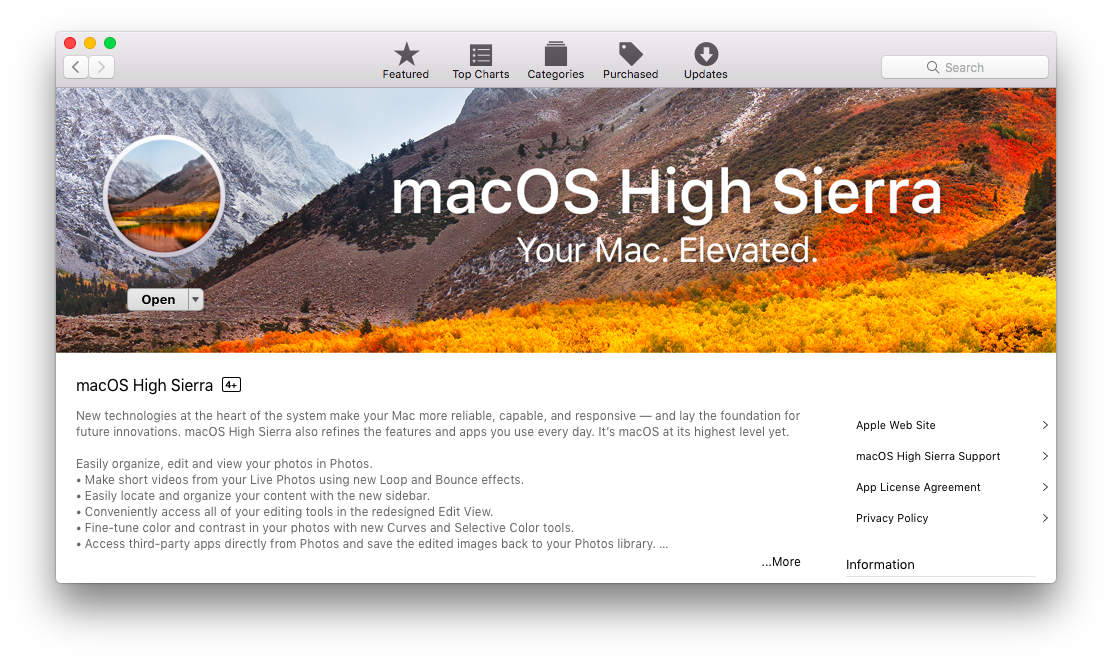 Featured
Top Charts
Categories
Purchased
Updates
Search
macOS High Sierra
Your Mac. Elevated.
Open
macOS High Sierra 4+
New technologies at the heart of the system make your Mac more reliable, capable, and responsive — and lay the foundation for
future innovations. macOS High Sierra also refines the features and apps you use every day. It’s macOS at its highest level yet.
Easily organize, edit and view your photos in Photos.
• Make short videos from your Live Photos using new Loop and Bounce effects.
• Easily locate and organize your content with the new sidebar.
• Conveniently access all of your editing tools in the redesigned Edit View.
• Fine-tune color and contrast in your photos with new Curves and Selective Color tools.
• Access third-party apps directly from Photos and save the edited images back to your Photos library. ...
...More
Apple Web Site
macOS High Sierra Support
App License Agreement
Privacy Policy
Information